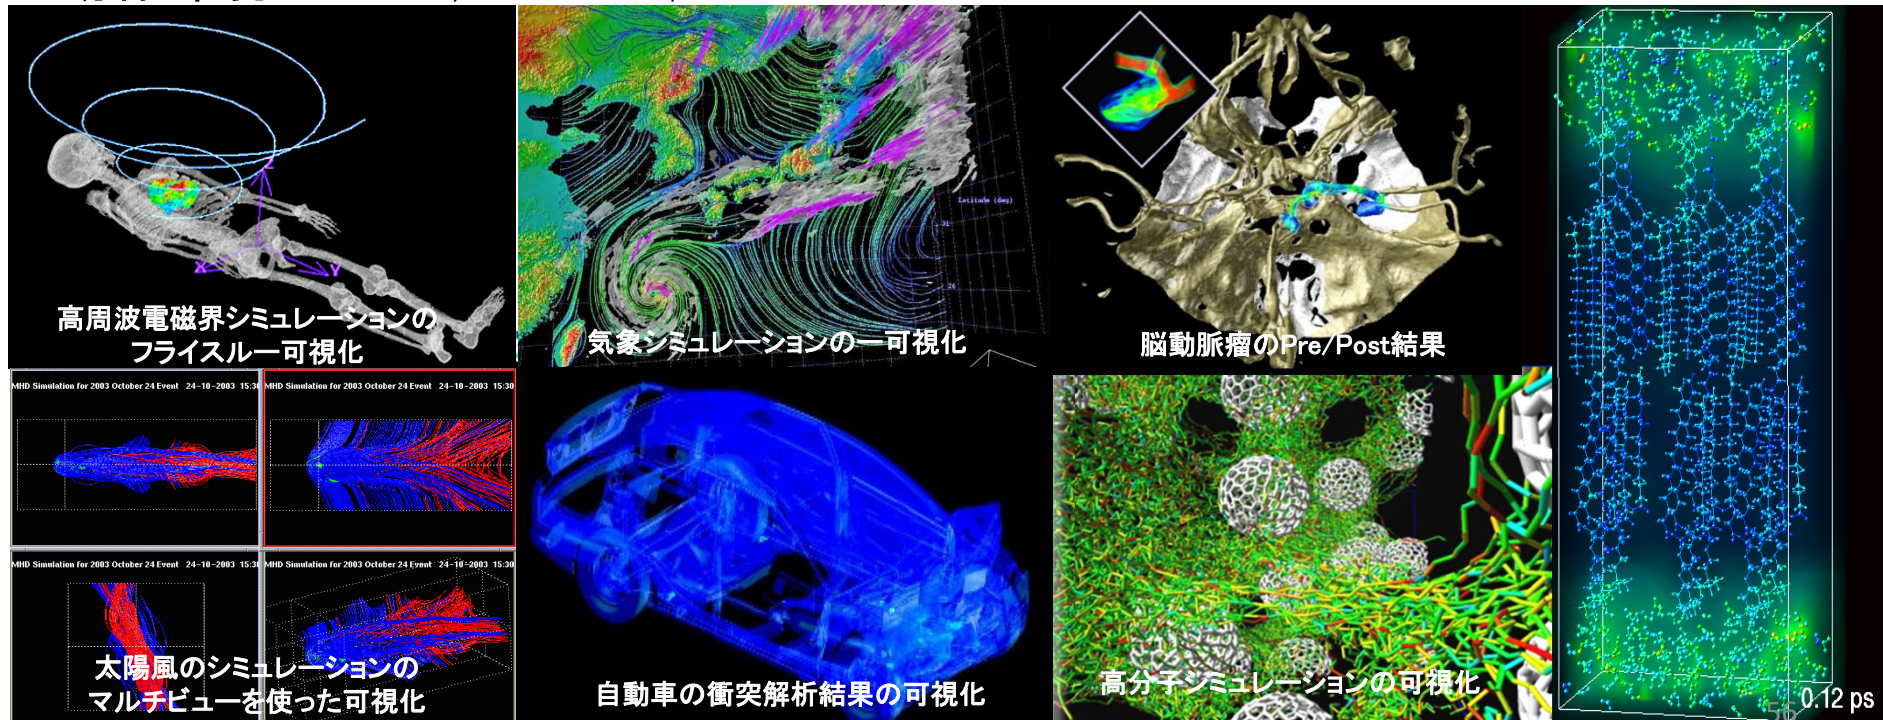 Z
X
Y
高周波電磁界シミュレーションの
フライスルー可視化
Latitude (deg)
31
26
気象シミュレーションの一可視化
脳動脈瘤のPre/Post結果
MHD Simulation for 2003 October 24 Event 24-10-2003 15:30
MHD Simulation for 2003 October 24 Event 24-10-2003 15:30
MHD Simulation for 2003 October 24 Event 24-10-2003 15:30
MHD Simulation for 2003 October 24 Event 24-10-2003 15:30
太陽風のシミュレーションの
マルチビューを使った可視化
自動車の衝突解析結果の可視化
高分子シミュレーションの可視化
0.12 ps
56